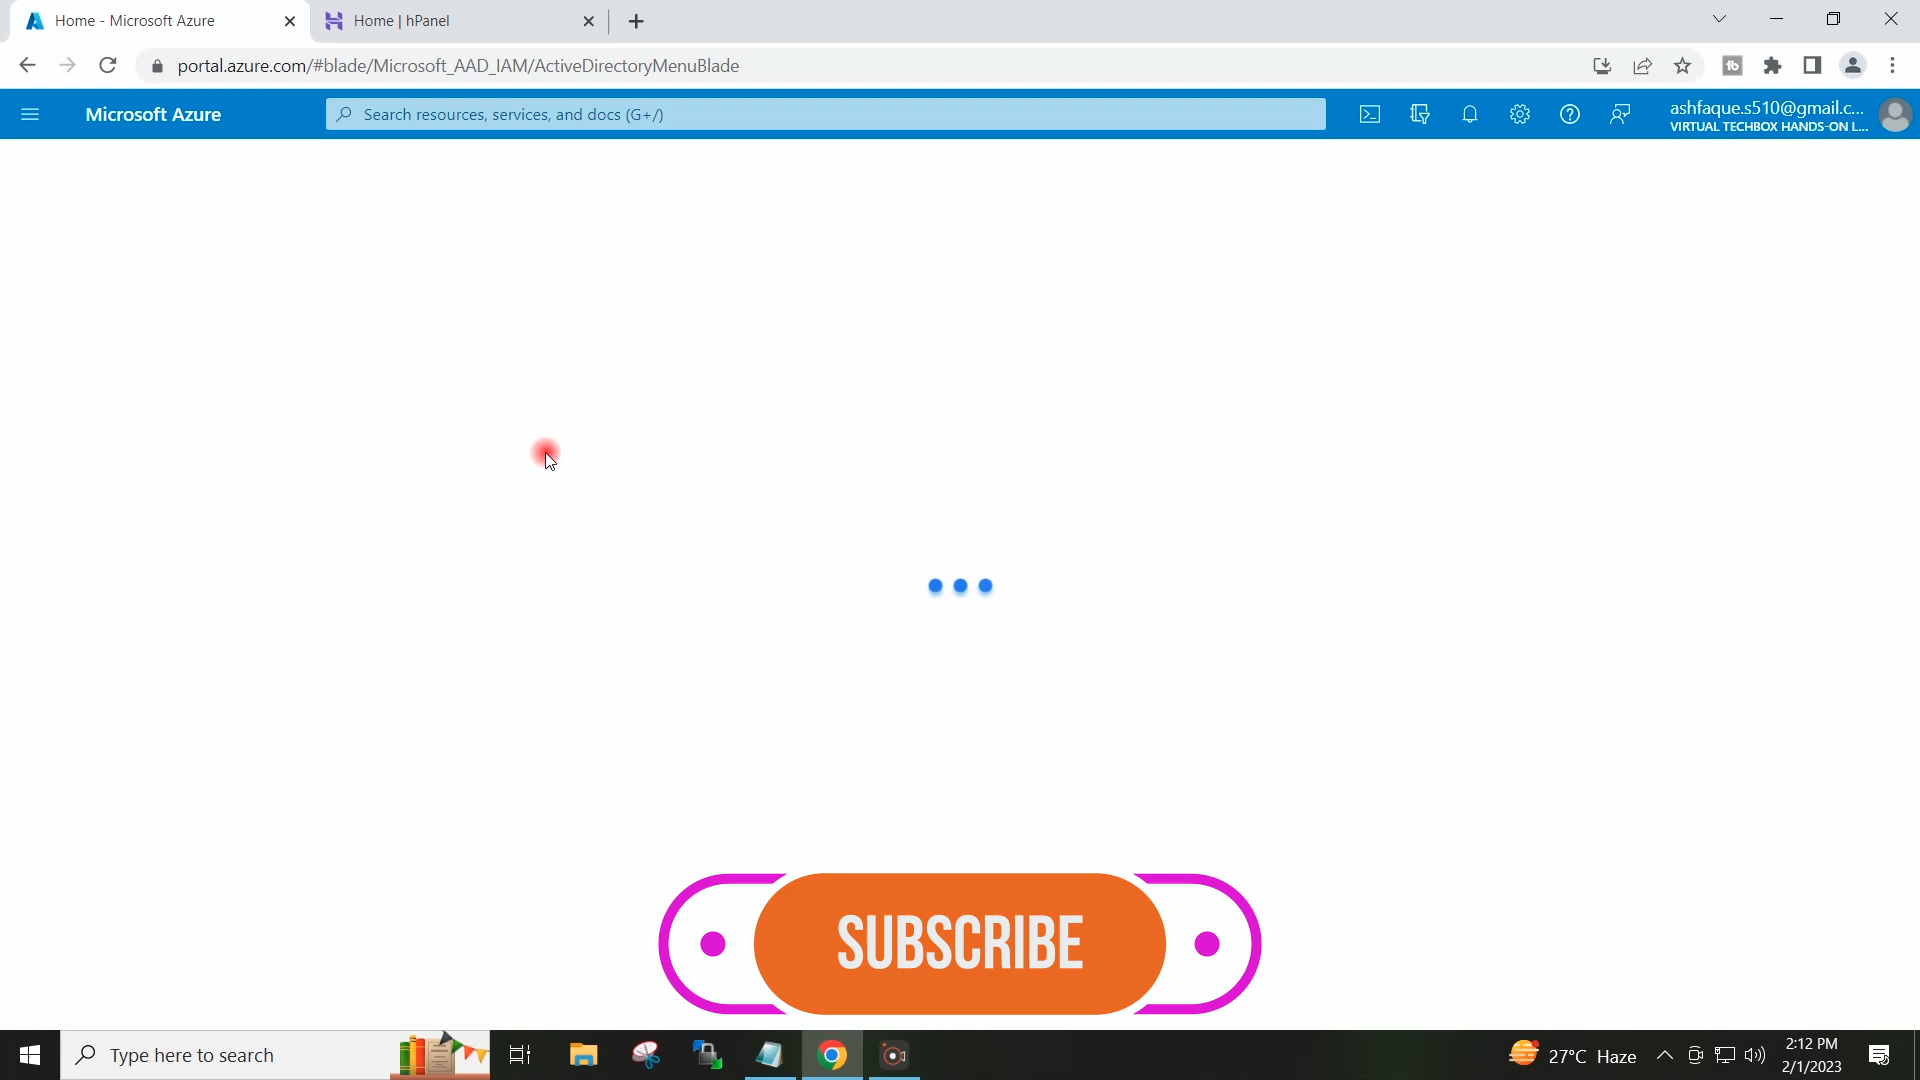 Home - Microsoft Azure
Home | hPanel
portal.azure.com/#blade/Microsoft_AAD_IAM/ActiveDirectoryMenuBlade
Microsoft Azure
Search resources, services, and docs (G+/)
ashfaque.s510@gmail.c...
VIRTUAL TECHBOX HANDS-ON L...
SUBSCRIBE
Type here to search
27°C Haze
2:12 PM
2/1/2023